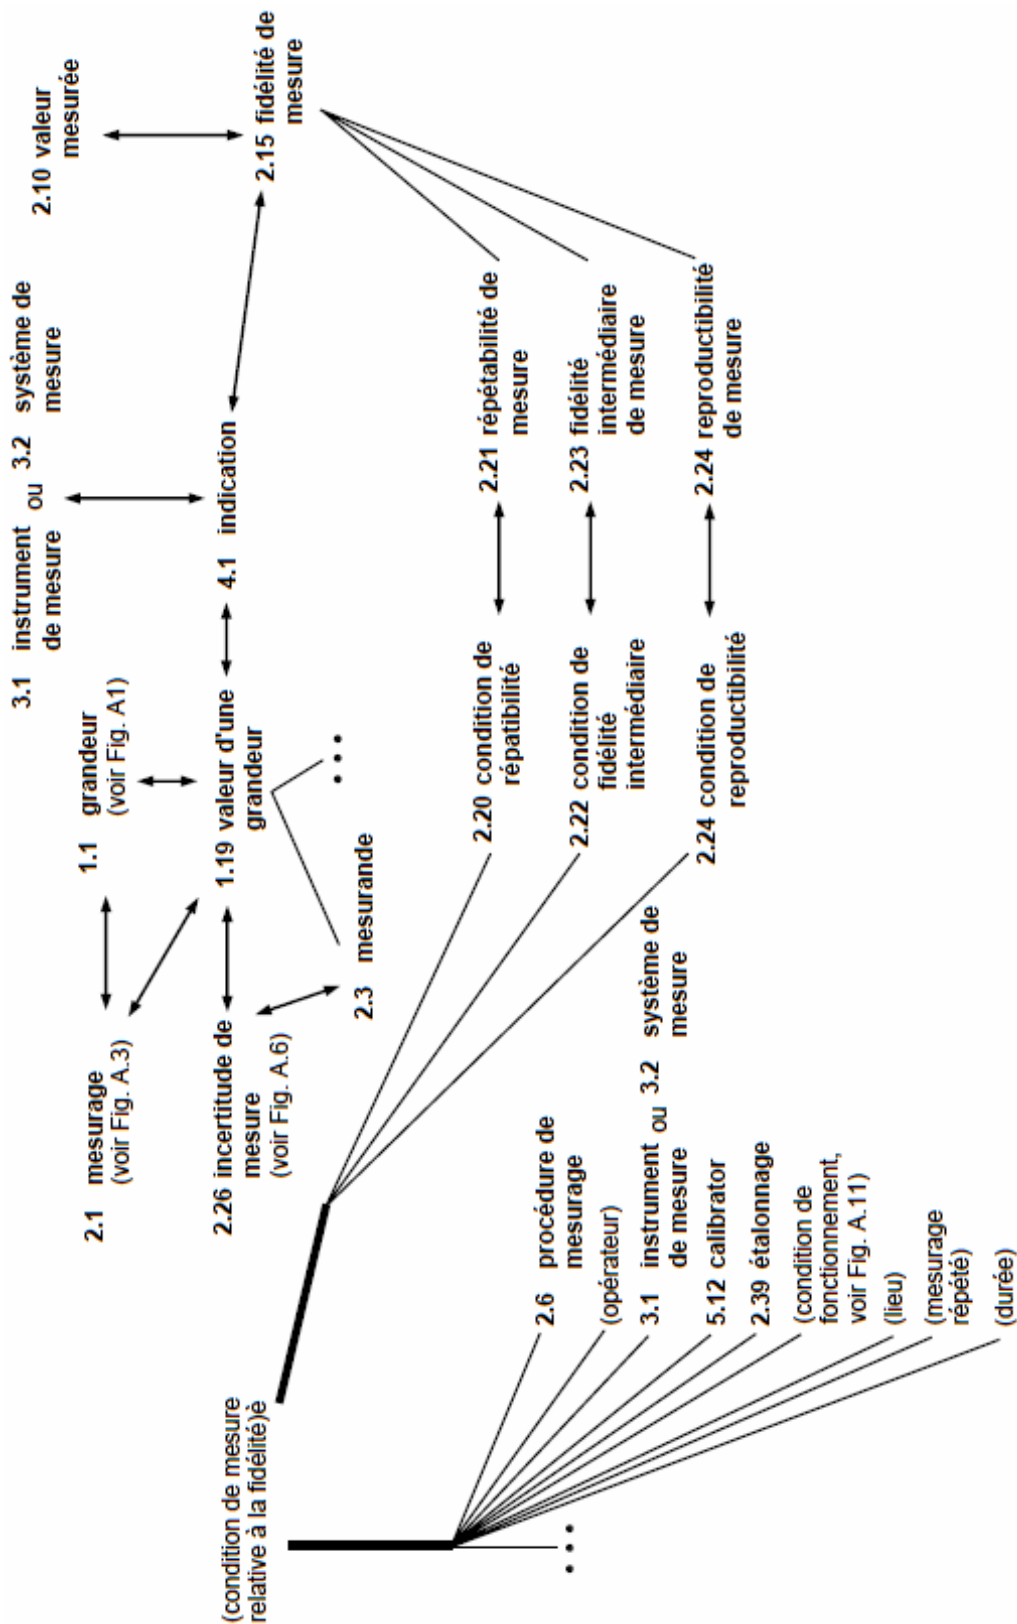 (condition de mesure
relative à la fidélité)è
2.1 mesurage
(voir Fig. A.3)
1.1 grandeur
(voir Fig. A1)
3.1 instrument
de mesure
ou
3.2 système de
mesure
2.10 valeur
mesurée
2.26 incertitude de
mesure
(voir Fig. A.6)
1.19 valeur d'une
grandeur
4.1 indication
2.15 fidélité de
mesure
2.3 mesurande
...
2.20 condition de
répatibilité
2.21 répétabilité de
mesure
2.22 condition de
fidélité
intermédiaire
2.23 fidélité
intermédiaire
de mesure
2.24 condition de
reproductibilité
2.24 reproductibilité
de mesure
2.6 procédure de
mesurage
(opérateur)
3.1 instrument
de mesure
ou
3.2 système de
mesure
5.12 calibrator
2.39 étalonnage
(condition de
fonctionnement,
voir Fig. A.11)
(lieu)
(mesurage
répété)
(durée)
...